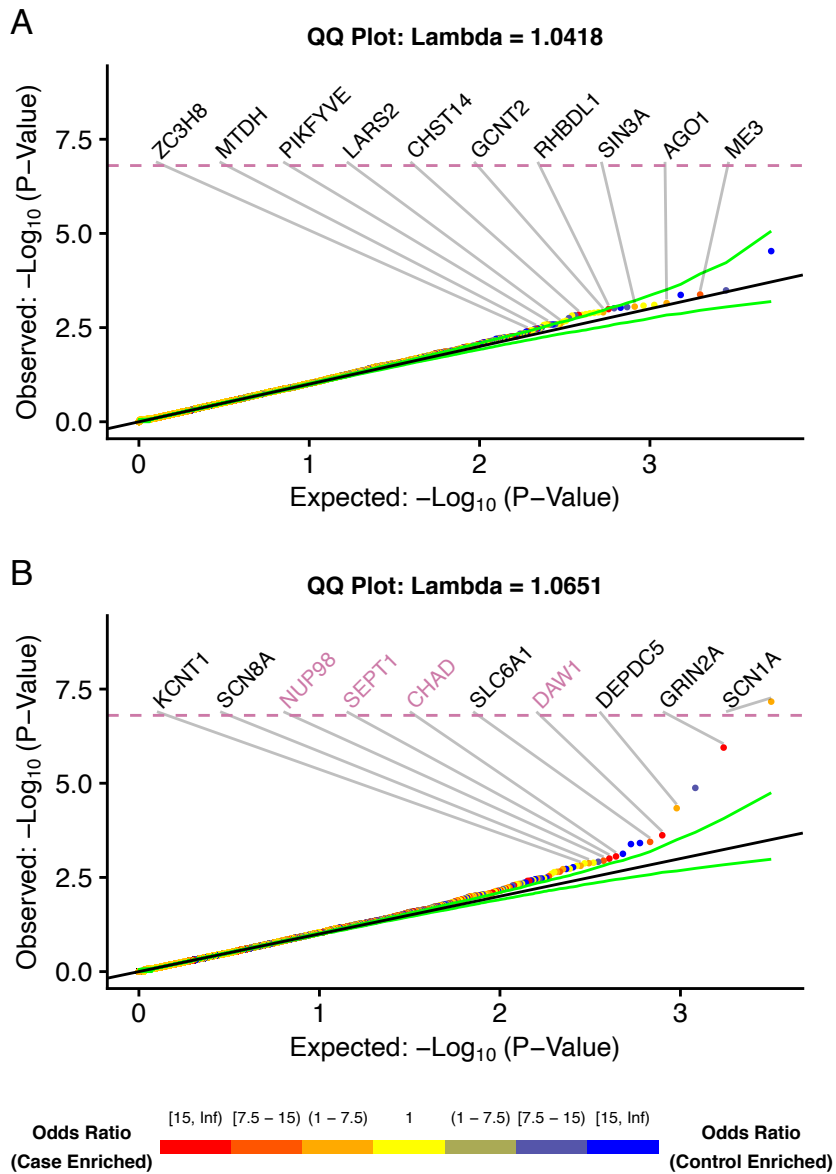 A
QQ Plot: Lambda = 1.0418
ZC3H8 MTDH PIKFYVE LARS2 CHST14 GCNT2 RHBDL1 SIN3A AGO1 ME3
Observed: −Log10 (P−Value)
7.5
5.0
2.5
0.0
0 1 2 3
Expected: −Log10 (P−Value)
B
QQ Plot: Lambda = 1.0651
KCNT1 SCN8A NUP98 SEPT1 CHAD SLC6A1 DAW1 DEPDC5 GRIN2A SCN1A
Observed: −Log10 (P−Value)
7.5
5.0
2.5
0.0
0 1 2 3
Expected: −Log10 (P−Value)
[15, Inf) [7.5 − 15) (1 − 7.5) 1 (1 − 7.5) [7.5 − 15) [15, Inf)
Odds Ratio
(Case Enriched)
Odds Ratio
(Control Enriched)